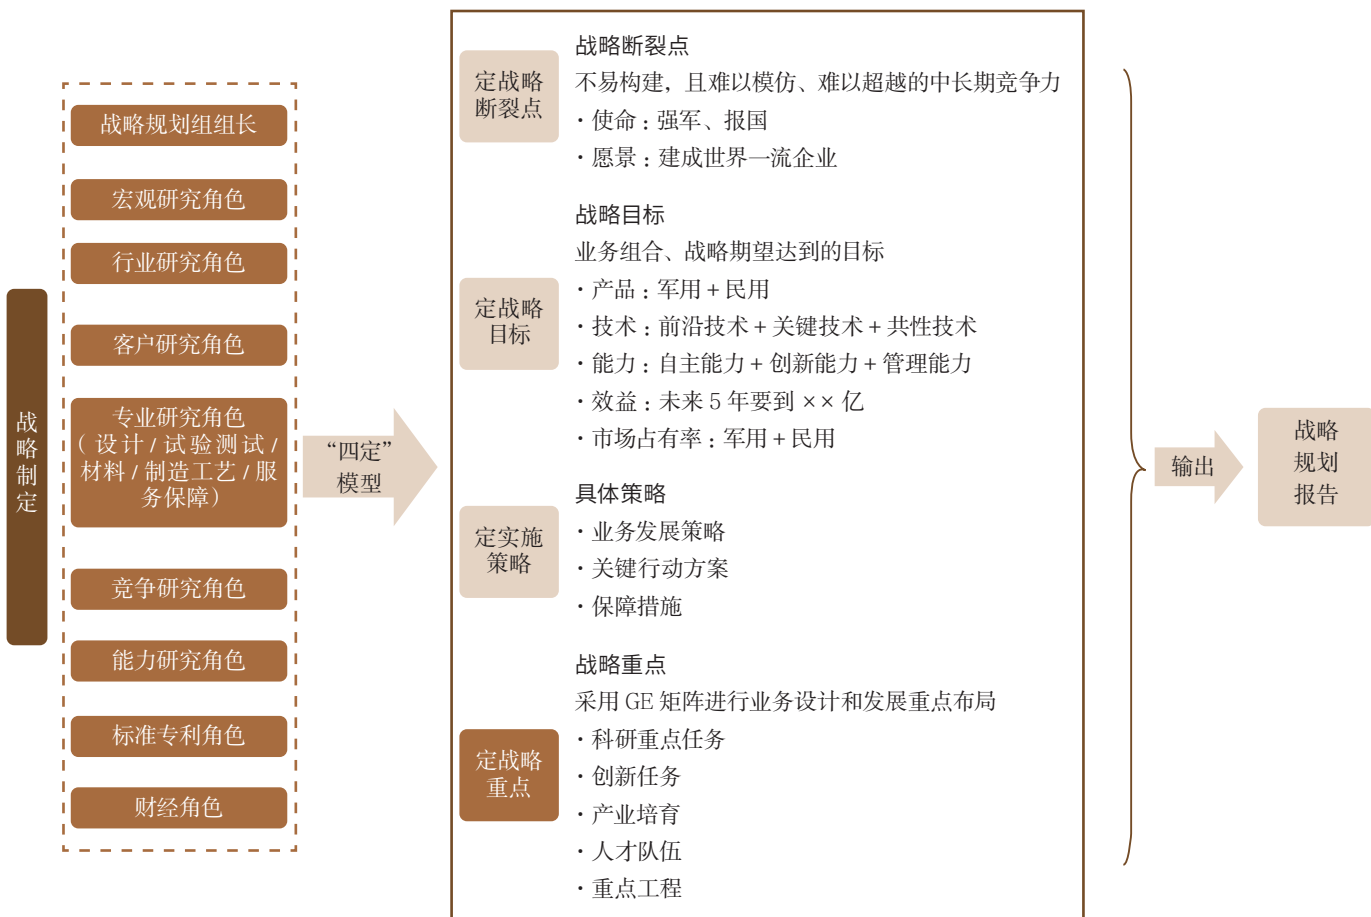 战略制定
战略规划组组长
宏观研究角色
行业研究角色
客户研究角色
专业研究角色
（设计/试验测试/
材料/制造工艺/服
务保障）
竞争研究角色
能力研究角色
标准专利角色
财经角色
“四定”
模型
定战略
断裂点
战略断裂点
不易构建，且难以模仿、难以超越的中长期竞争力
·使命：强军、报国
·愿景：建成世界一流企业
定战略
目标
战略目标
业务组合、战略期望达到的目标
·产品：军用+民用
·技术：前沿技术+关键技术+共性技术
·能力：自主能力+创新能力+管理能力
·效益：未来5年要到××亿
·市场占有率：军用+民用
定实施
策略
具体策略
·业务发展策略
·关键行动方案
·保障措施
定战略
重点
战略重点
采用GE矩阵进行业务设计和发展重点布局
·科研重点任务
·创新任务
·产业培育
·人才队伍
·重点工程
输出
战略
规划
报告